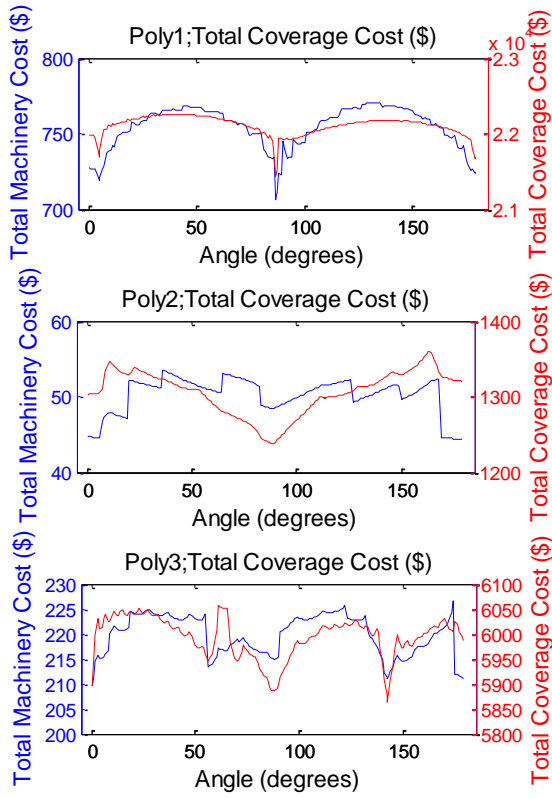 Poly1;Total Coverage Cost ($)
x 10
Total Machinery Cost ($)
800
750
700
2.3
2.2
2.1
Total Coverage Cost ($)
0 50 100 150
Angle (degrees)
Poly2;Total Coverage Cost ($)
Total Machinery Cost ($)
60
50
40
1400
1300
1200
Total Coverage Cost ($)
0 50 100 150
Angle (degrees)
Poly3;Total Coverage Cost ($)
Total Machinery Cost ($)
230
225
220
215
210
205
200
6100
6050
6000
5950
5900
5850
5800
Total Coverage Cost ($)
0 50 100 150
Angle (degrees)